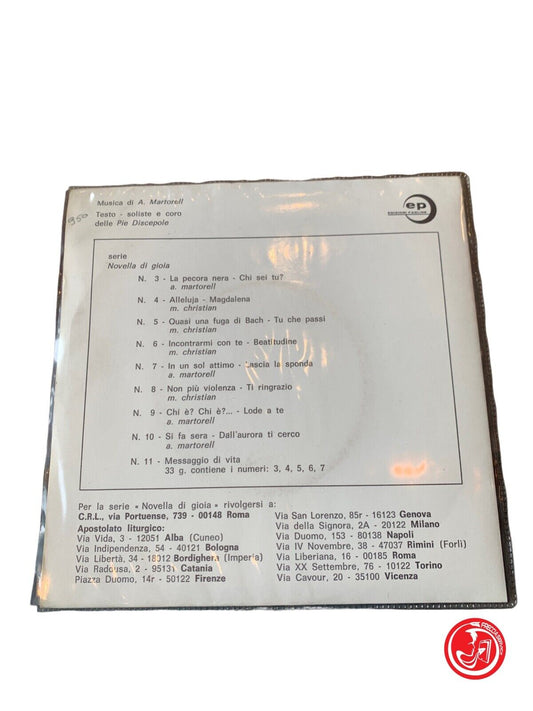 Musica di A. Martorell
Testo - soliste e coro
delle Pie Discepole
950
ep
EDIZIONI PAOLINE
serie
Novella di gioia
N. 3 - La pecora nera - Chi sei tu?
a. martorell
N. 4 - Alleluja - Magdalena
m. christian
N. 5 - Quasi una fuga di Bach - Tu che passi
m. christian
N. 6 - Incontrarmi con te - Beatitudine
m. christian
N. 7 - In un sol attimo - Lascia la sponda
a. martorell
N. 8 - Non più violenza - Ti ringrazio
m. christian
N. 9 - Chi è? Chi è?... - Lode a te
a. martorell
N. 10 - Si fa sera - Dall'aurora ti cerco
a. martorell
N. 11 - Messaggio di vita
33 g. contiene i numeri: 3, 4, 5, 6, 7
Per la serie « Novella di gioia » rivolgersi a:
C.R.L., via Portuense, 739 - 00148 Roma
Apostolato liturgico:
Via Vida, 3 - 12051 Alba (Cuneo)
Via Indipendenza, 54 - 40121 Bologna
Via Libertà, 34 - 18012 Bordighera (Imperia)
Via Raddusa, 2 - 95131 Catania
Piazza Duomo, 14r - 50122 Firenze
Via San Lorenzo, 85r - 16123 Genova
Via della Signora, 2A - 20122 Milano
Via Duomo, 153 - 80138 Napoli
Via IV Novembre, 38 - 47037 Rimini (Forlì)
Via Liberiana, 16 - 00185 Roma
Via XX Settembre, 76 - 10122 Torino
Via Cavour, 20 - 35100 Vicenza